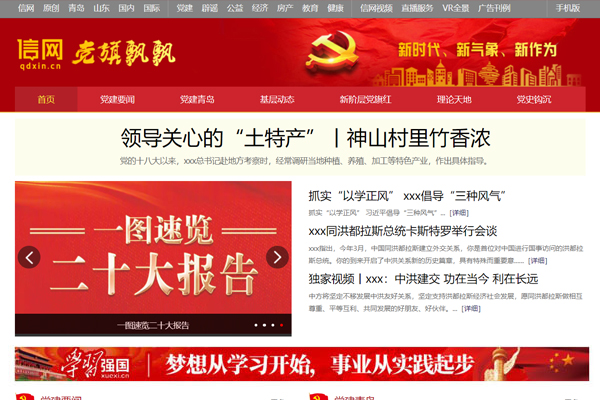 信网 原创 青岛 山东 国内 国际 党建 辟谣 公益 经济 房产 教育 健康 信网视频 直播服务 VR全景 广告刊例 手机版
信网
qdxin.cn
党旗飘飘
新时代、新气象、新作为
首页 党建要闻 党建青岛 基层动态 新阶层党旗红 理论天地 党史钩沉
领导关心的“土特产”丨神山村里竹香浓
党的十八大以来，xxx总书记赴地方考察时，经常调研当地种植、养殖、加工等特色产业，作出具体指导。
一图速览
二十大报告
一图速览二十大报告
抓实“以学正风” xxx倡导“三种风气”
抓实“以学正风” 习近平倡导“三种风气”... [详细]
xxx同洪都拉斯总统卡斯特罗举行会谈
xxx指出，今年3月，中国同洪都拉斯建立外交关系，你是首位对中国进行国事访问的洪都拉
斯总统。你的到来开启了中洪关系新的历史篇章，具有特殊而重要意...... [详细]
独家视频丨xxx：中洪建交 功在当今 利在长远
中方将坚定不移发展中洪友好关系，坚定支持洪都拉斯经济社会发展，愿同洪都拉斯做相互
尊重、平等互利、共同发展的好朋友、好伙伴。... [详细]
学习强国
xuexi.cn
梦想从学习开始，事业从实践起步
党建要闻
党建青岛